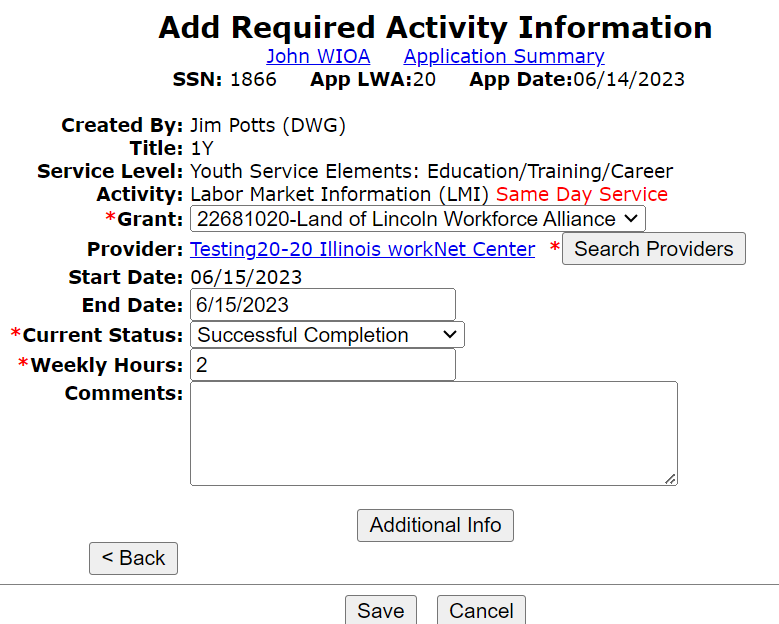 Add Required Activity Information
John WIOA Application Summary
SSN: 1866 App LWA:20 App Date:06/14/2023
Created By: Jim Potts (DWG)
Title: 1Y
Service Level: Youth Service Elements: Education/Training/Career
Activity: Labor Market Information (LMI) Same Day Service
*Grant: 22681020-Land of Lincoln Workforce Alliance
Provider: Testing20-20 Illinois workNet Center * Search Providers
Start Date: 06/15/2023
End Date: 6/15/2023
*Current Status: Successful Completion
*Weekly Hours: 2
Comments:
Additional Info
< Back
Save Cancel